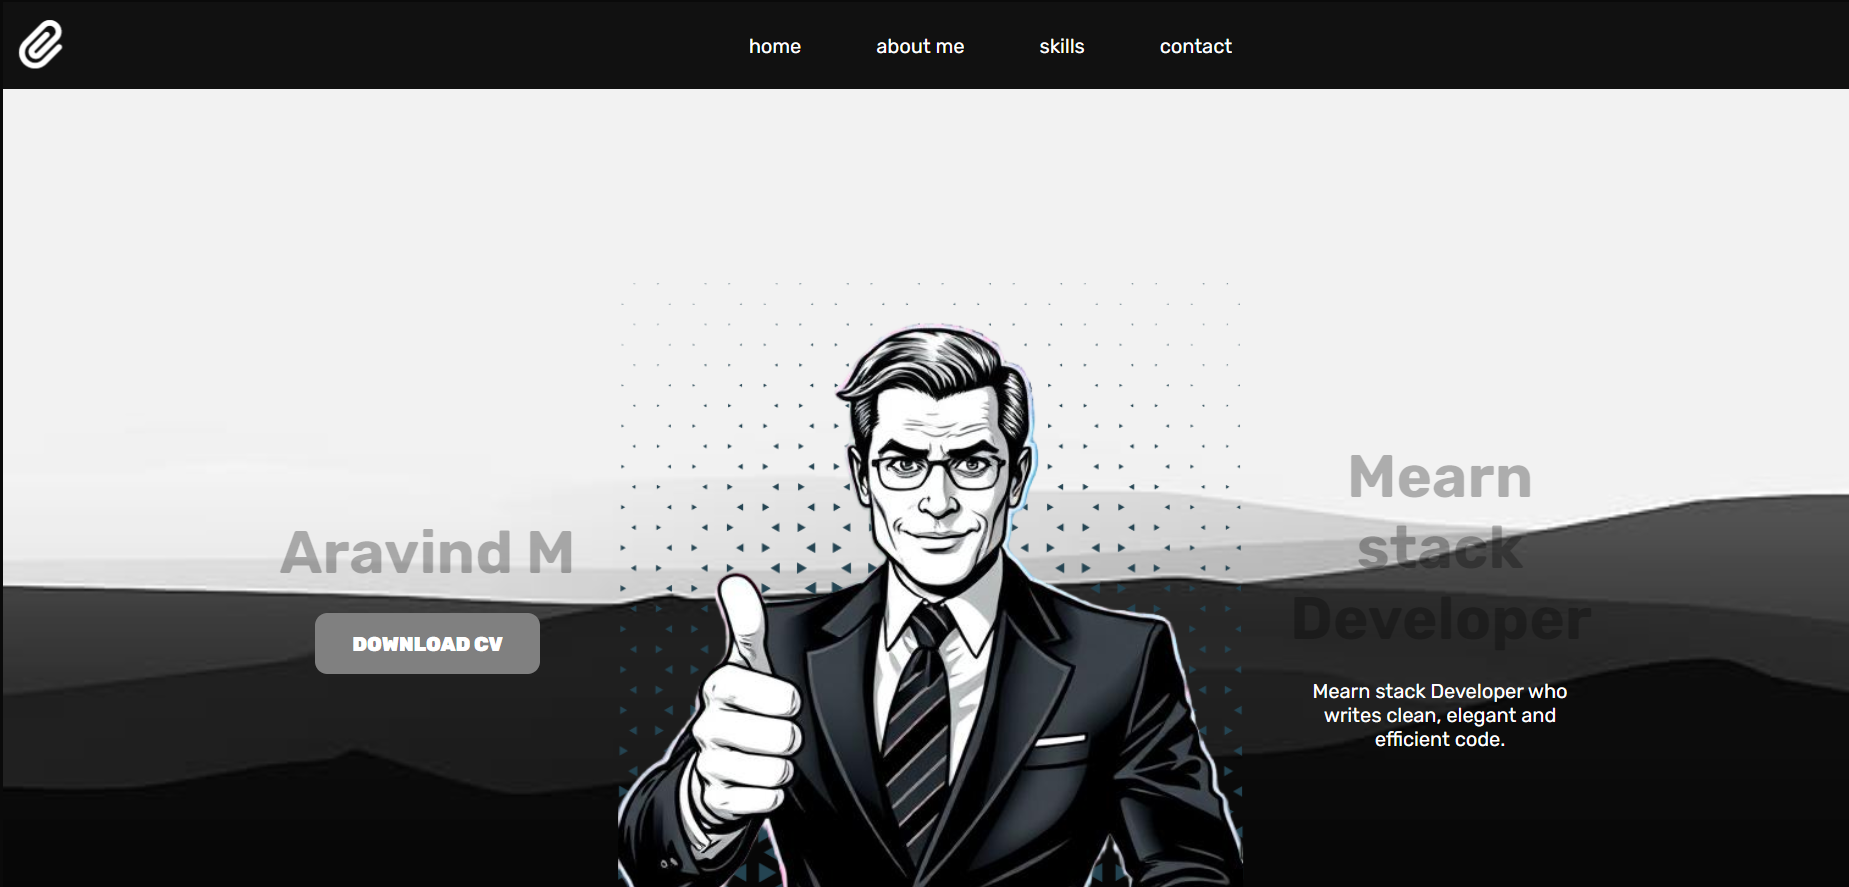 home
about me
skills
contact
Aravind M
DOWNLOAD CV
Mearn
stack
Developer
Mearn stack Developer who
writes clean, elegant and
efficient code.